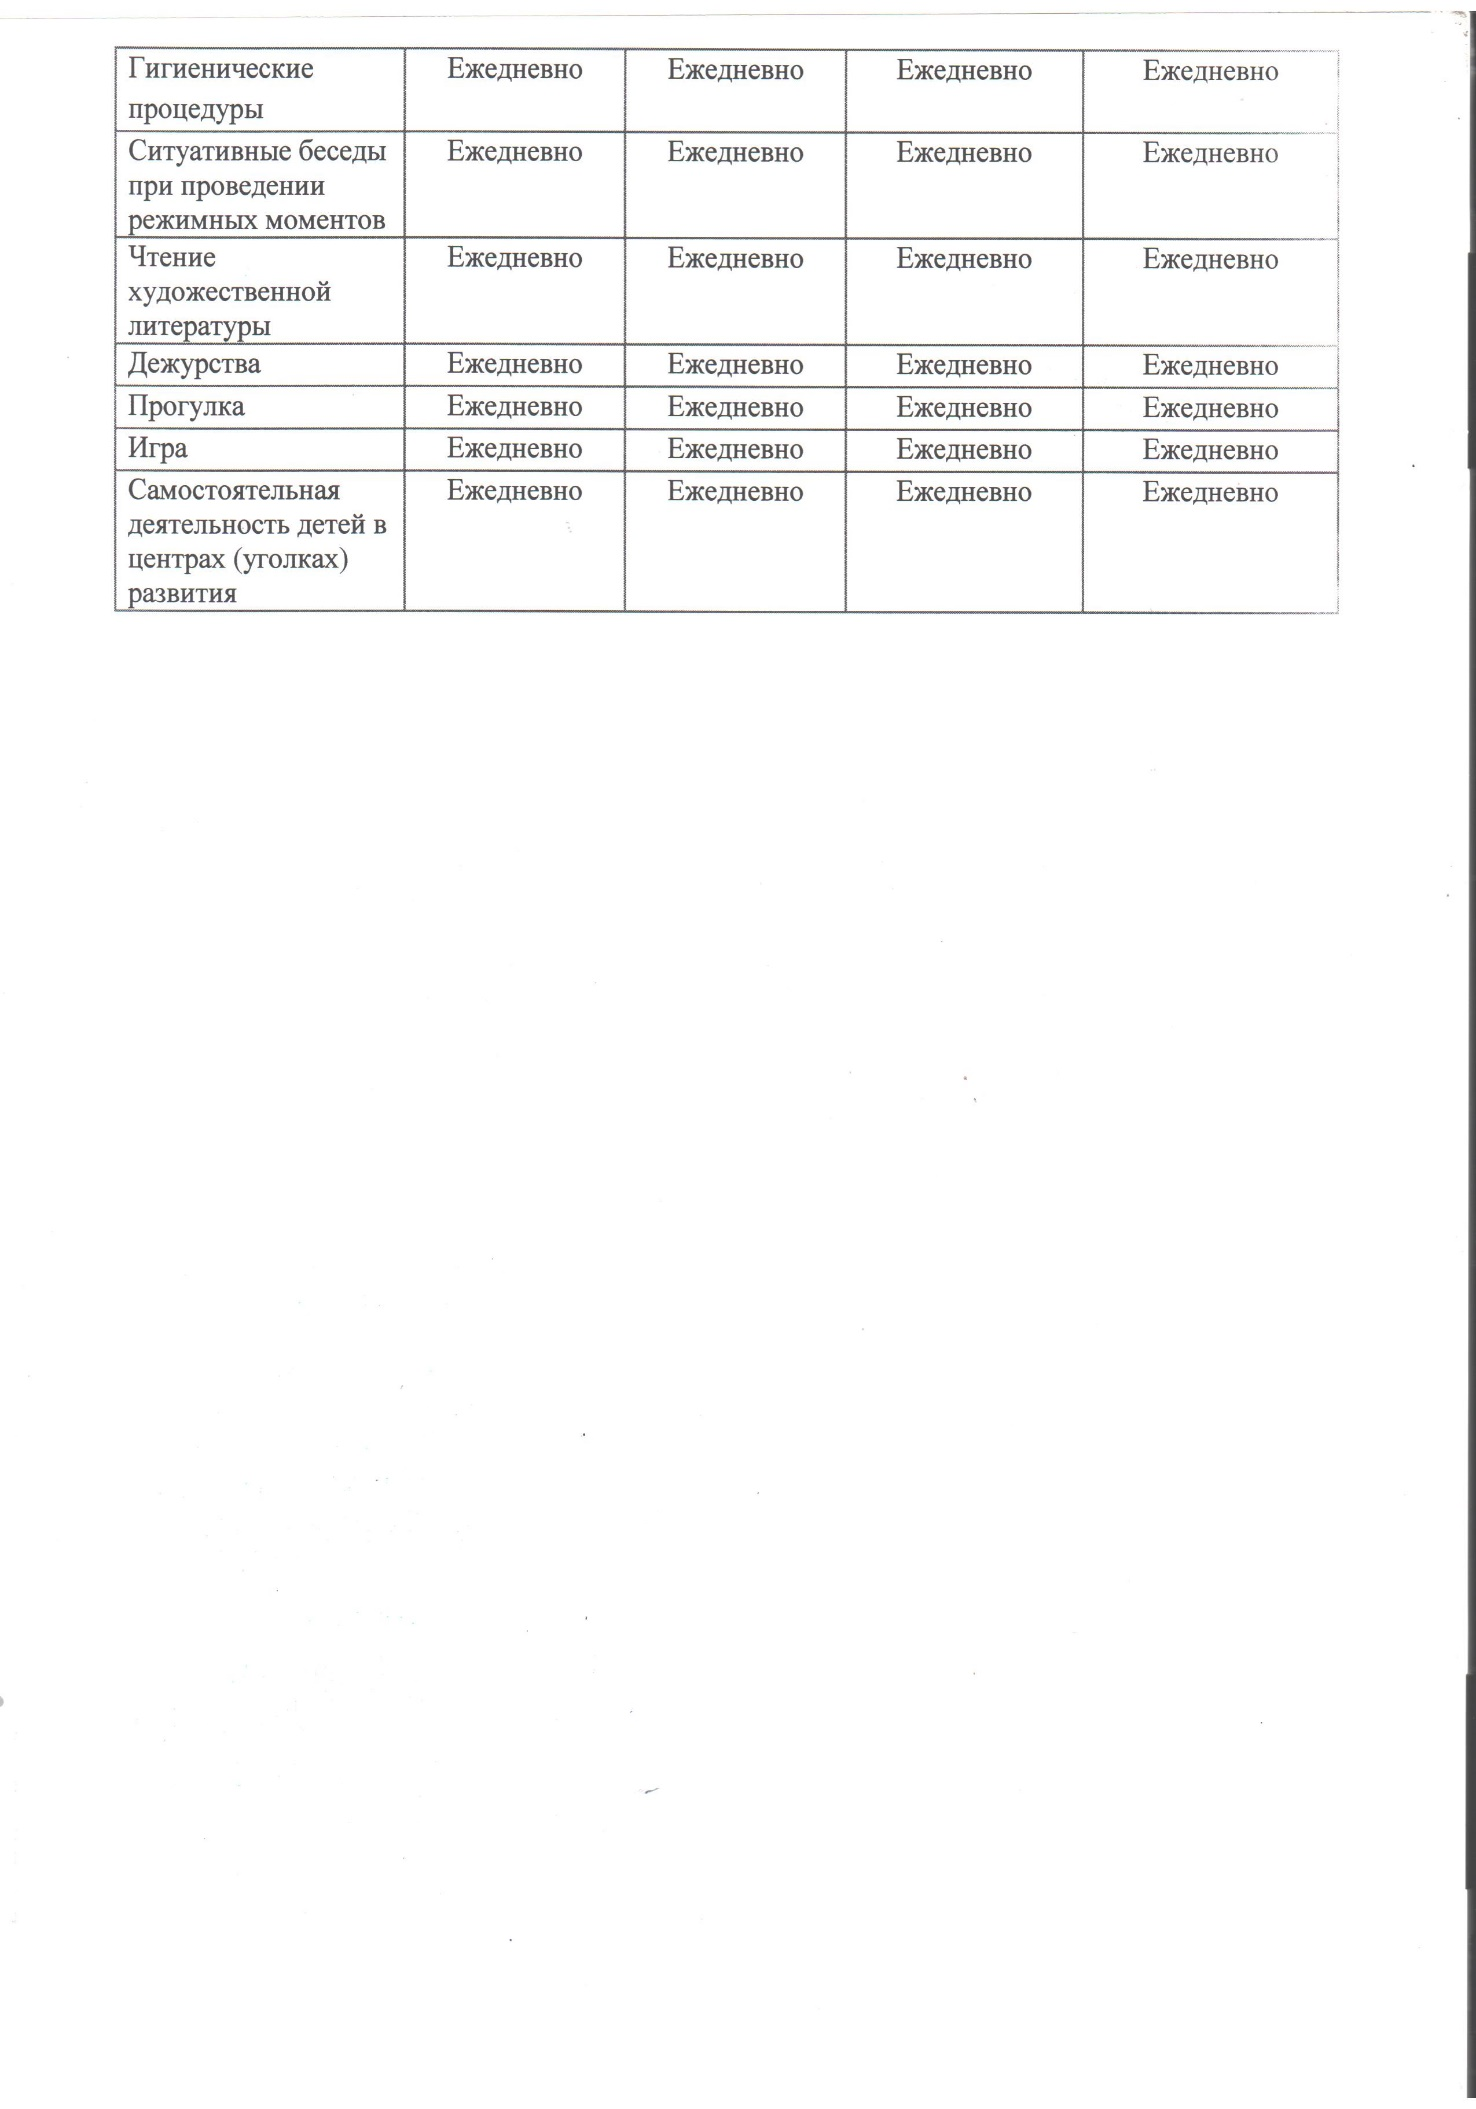 Гигиенические Ежедневно Ежедневно Ежедневно Ежедневно
процедуры
Ситуативные беседы Ежедневно Ежедневно Ежедневно Ежедневно
при проведении
режимных моментов
Чтение Ежедневно Ежедневно Ежедневно Ежедневно
художественной
литературы
Дежурства Ежедневно Ежедневно Ежедневно Ежедневно
Прогулка Ежедневно Ежедневно Ежедневно Ежедневно
Игра Ежедневно Ежедневно Ежедневно Ежедневно
Самостоятельная Ежедневно Ежедневно Ежедневно Ежедневно
деятельность детей в
центрах (уголках)
развития